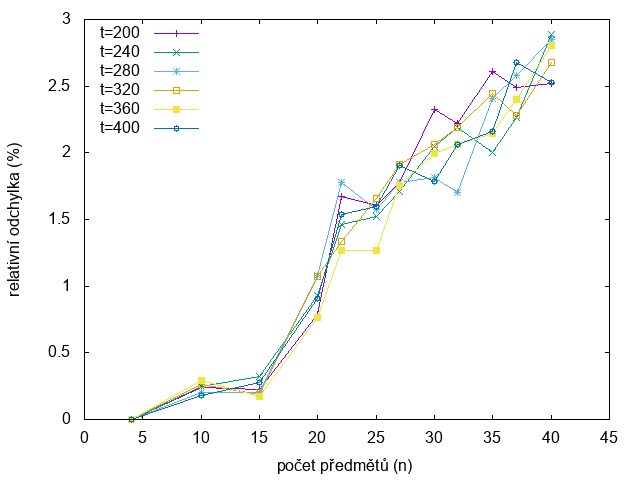 3
2.5
2
1.5
1
0.5
0
0 5 10 15 20 25 30 35 40 45
relativní odchylka (%)
počet předmětů (n)
t=200
t=240
t=280
t=320
t=360
t=400